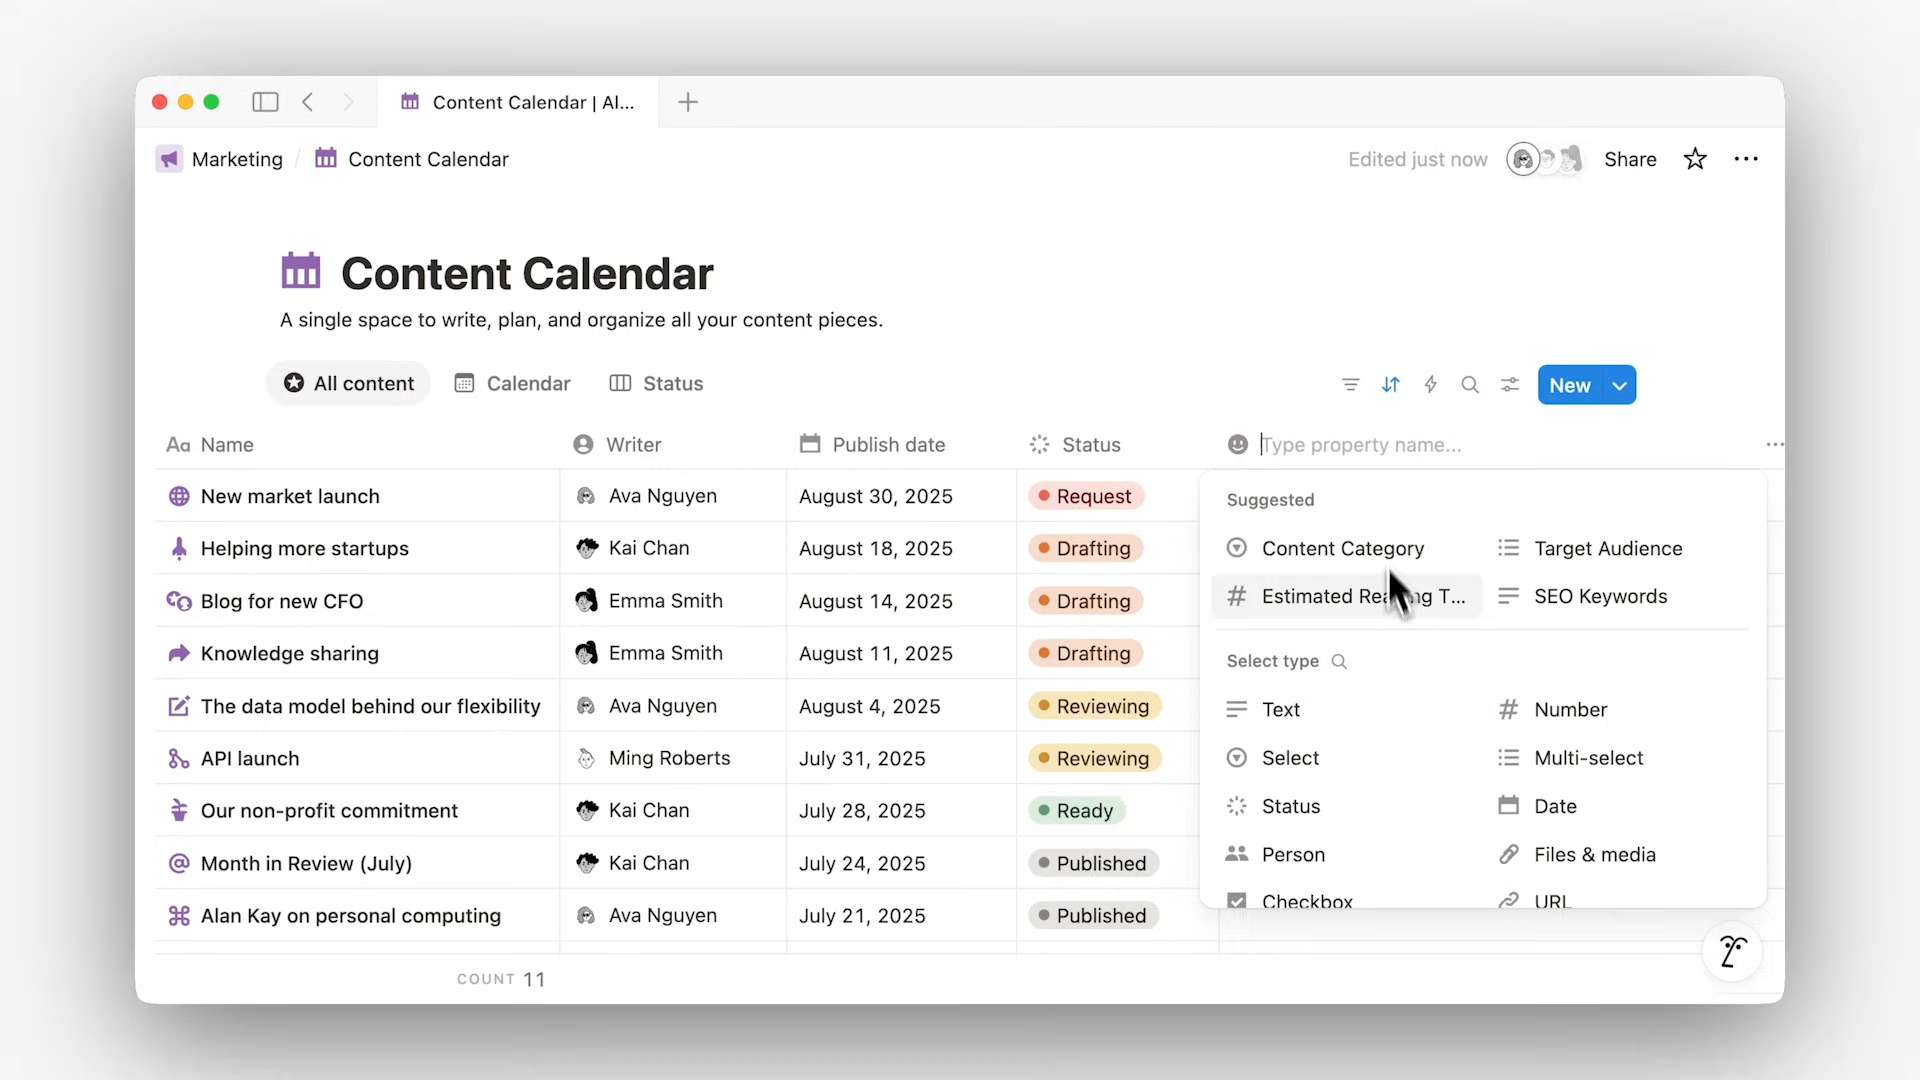 Content Calendar | Al...
Marketing / Content Calendar
Edited just now
Share
Content Calendar
A single space to write, plan, and organize all your content pieces.
All content
Calendar
Status
New
Aa Name
Writer
Publish date
Status
Type property name...
New market launch
Ava Nguyen
August 30, 2025
Request
Helping more startups
Kai Chan
August 18, 2025
Drafting
Blog for new CFO
Emma Smith
August 14, 2025
Drafting
Knowledge sharing
Emma Smith
August 11, 2025
Drafting
The data model behind our flexibility
Ava Nguyen
August 4, 2025
Reviewing
API launch
Ming Roberts
July 31, 2025
Reviewing
Our non-profit commitment
Kai Chan
July 28, 2025
Ready
Month in Review (July)
Kai Chan
July 24, 2025
Published
Alan Kay on personal computing
Ava Nguyen
July 21, 2025
Published
COUNT 11
Suggested
Content Category
Target Audience
Estimated Reading T...
SEO Keywords
Select type
Text
Number
Select
Multi-select
Status
Date
Person
Files & media
Checkbox
URL